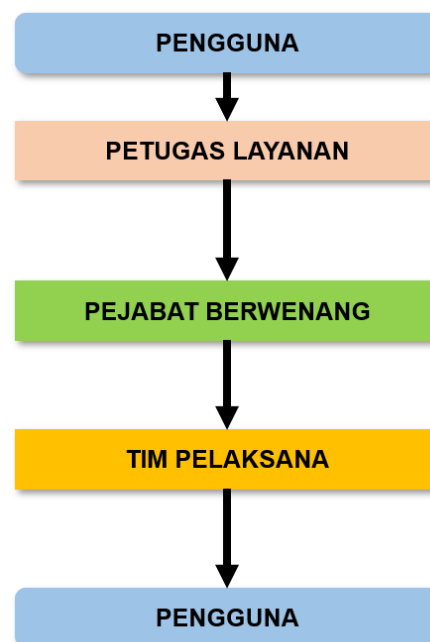 PENGGUNA
PETUGAS LAYANAN
PEJABAT BERWENANG
TIM PELAKSANA
PENGGUNA